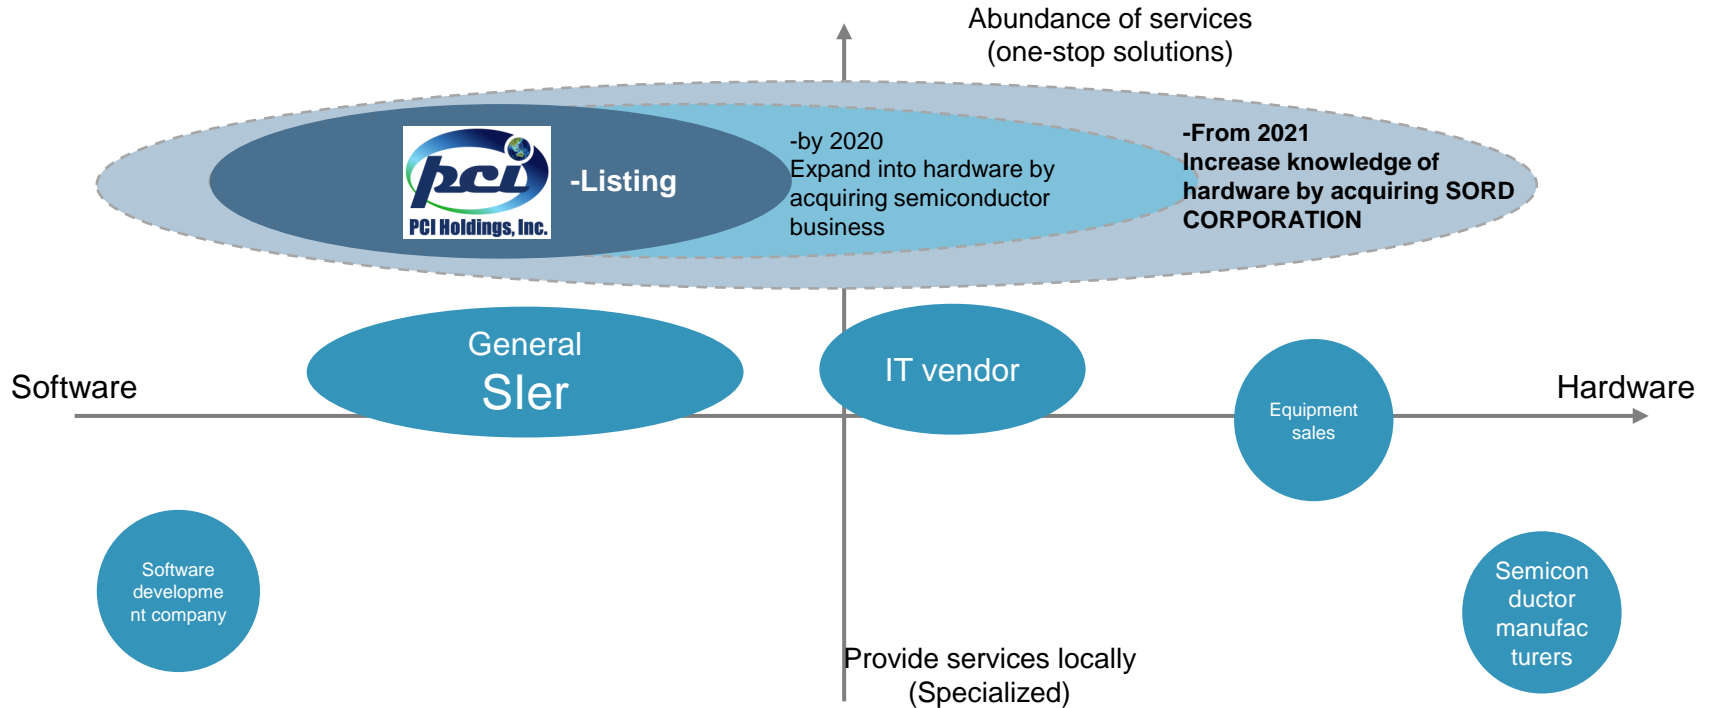 Abundance of services
(one-stop solutions)
pci
PCI Holdings, Inc.
-Listing
-by 2020
Expand into hardware by
acquiring semiconductor
business
-From 2021
Increase knowledge of
hardware by acquiring SORD
CORPORATION
General
SIer
IT vendor
Software
Hardware
Equipment
sales
Software
developme
nt company
Semicon
ductor
manufac
turers
Provide services locally
(Specialized)